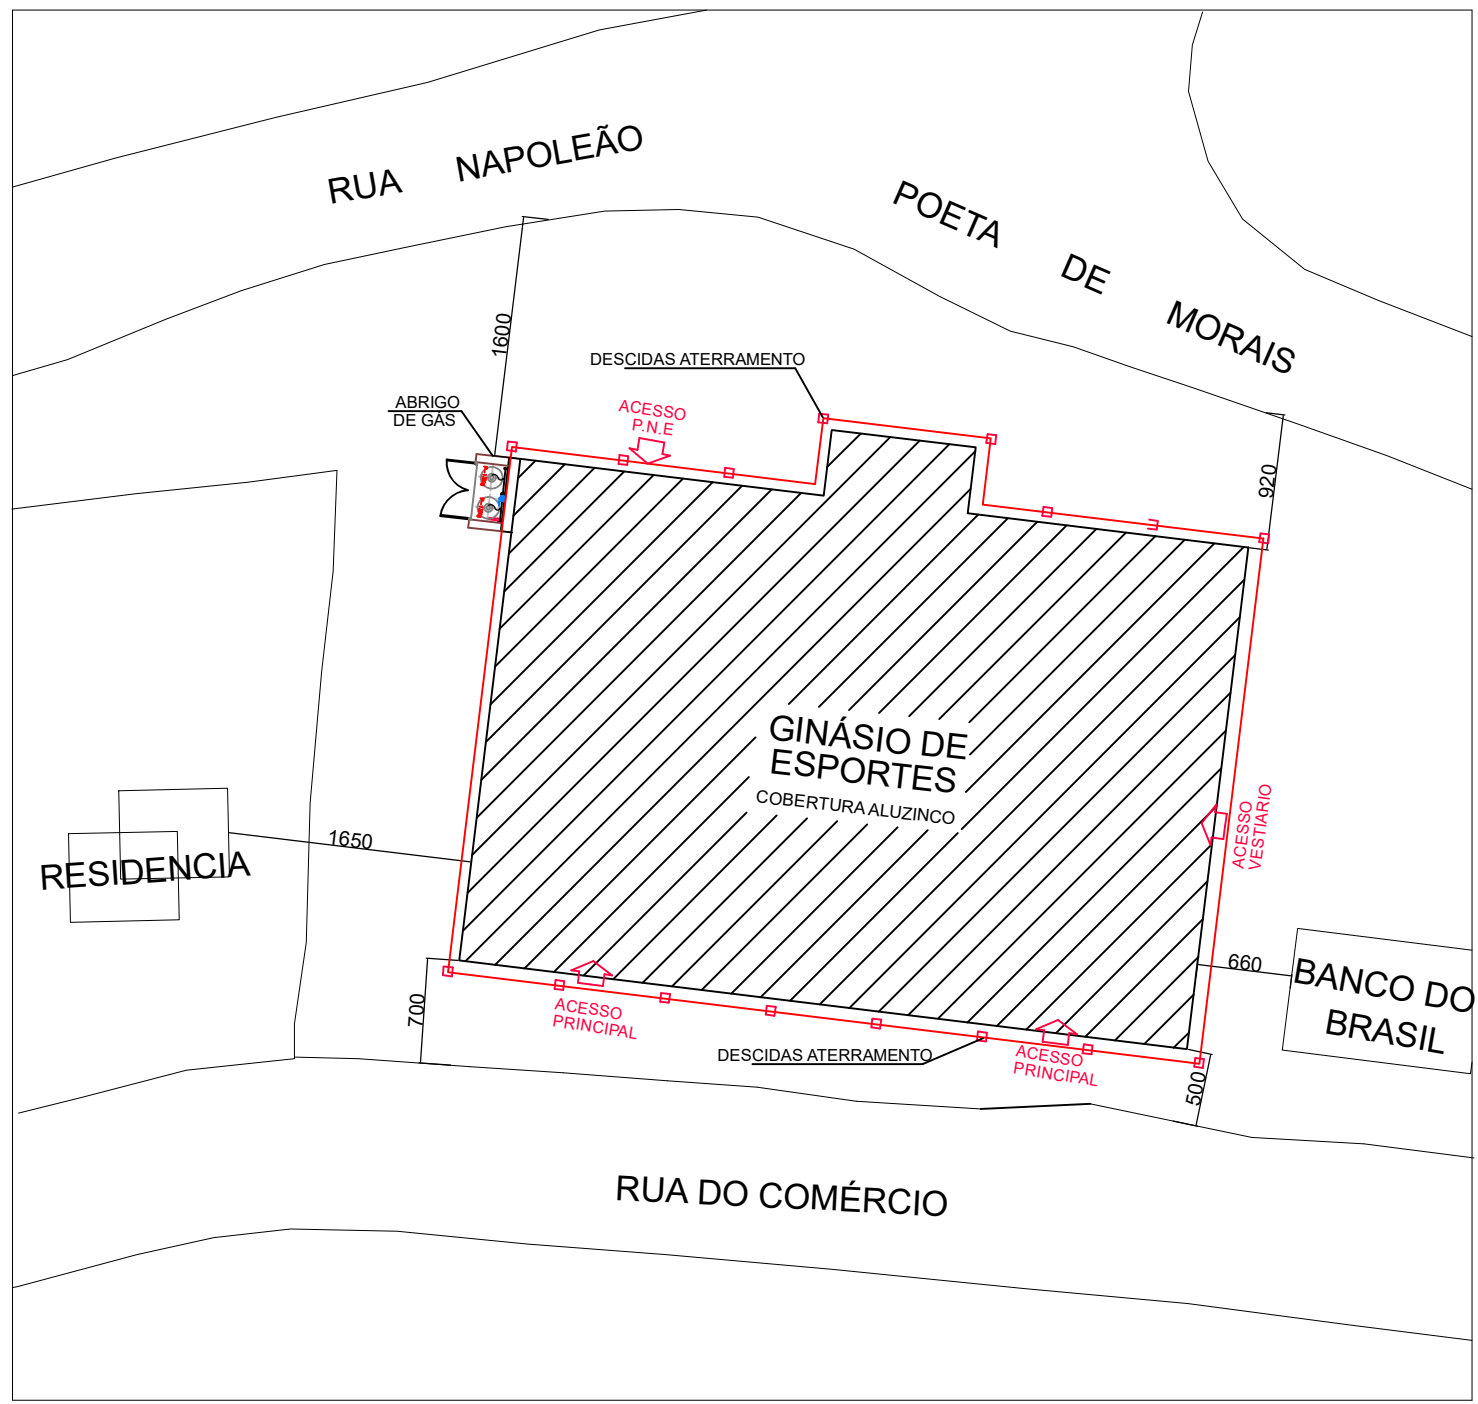 RUA NAPOLEÃO
POETA DE MORAIS
1600
DESCIDAS ATERRAMENTO
ABRIGO
DE GÁS
ACESSO
P.N.E
920
GINÁSIO DE
ESPORTES
COBERTURA ALUZINCO
ACESSO
VESTIARIO
1650
RESIDENCIA
660
BANCO DO
BRASIL
700
ACESSO
PRINCIPAL
DESCIDAS ATERRAMENTO
ACESSO
PRINCIPAL
500
RUA DO COMÉRCIO